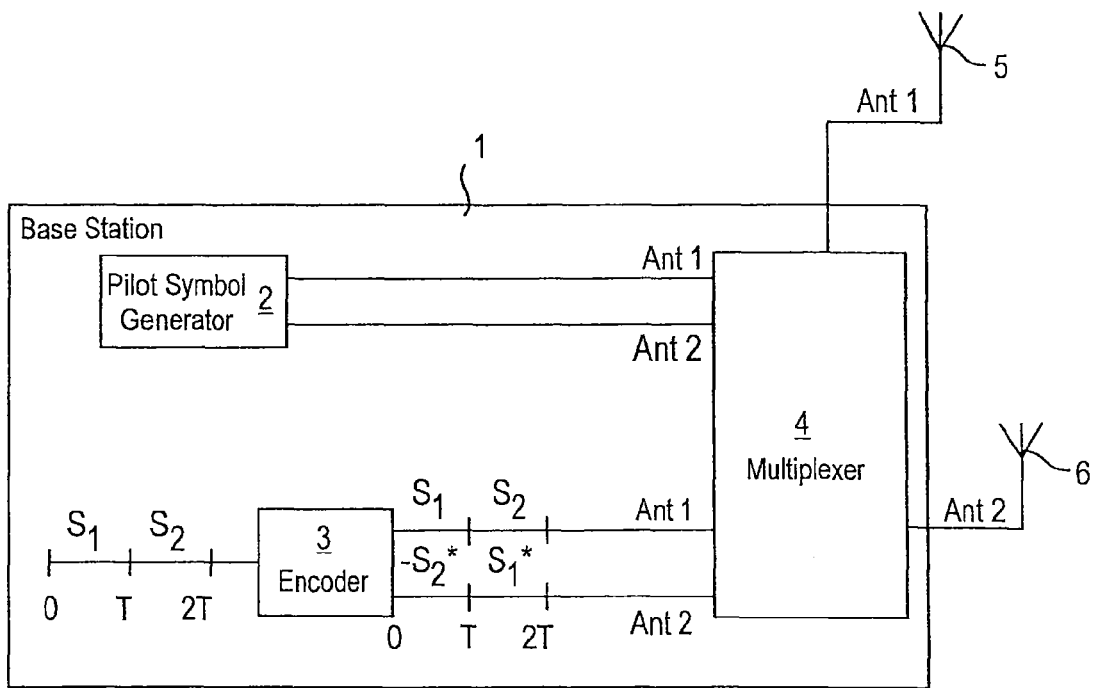 5
Ant 1
1
Base Station
Pilot Symbol
Generator 2
Ant 1
Ant 2
4
Multiplexer
6
Ant 2
S₁ S₂
0 T 2T
3
Encoder
S₁ S₂
-S₂* S₁*
0 T 2T
Ant 1
Ant 2